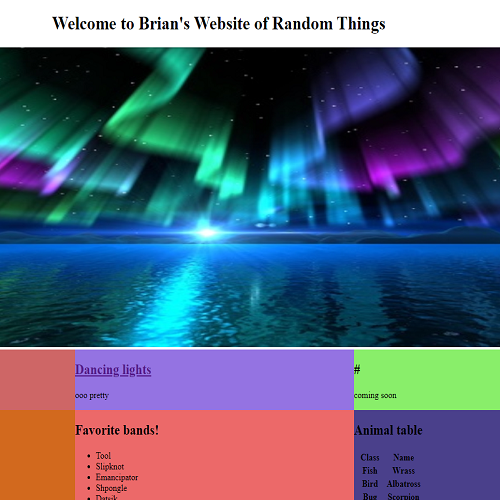 Welcome to Brian's Website of Random Things
Dancing lights
#
ooo pretty
coming soon
Favorite bands!
Animal table
Tool
Slipknot
Emancipator
Shpongle
Datsik
Class Name
Fish Wrass
Bird Albatross
Bug Scorpion